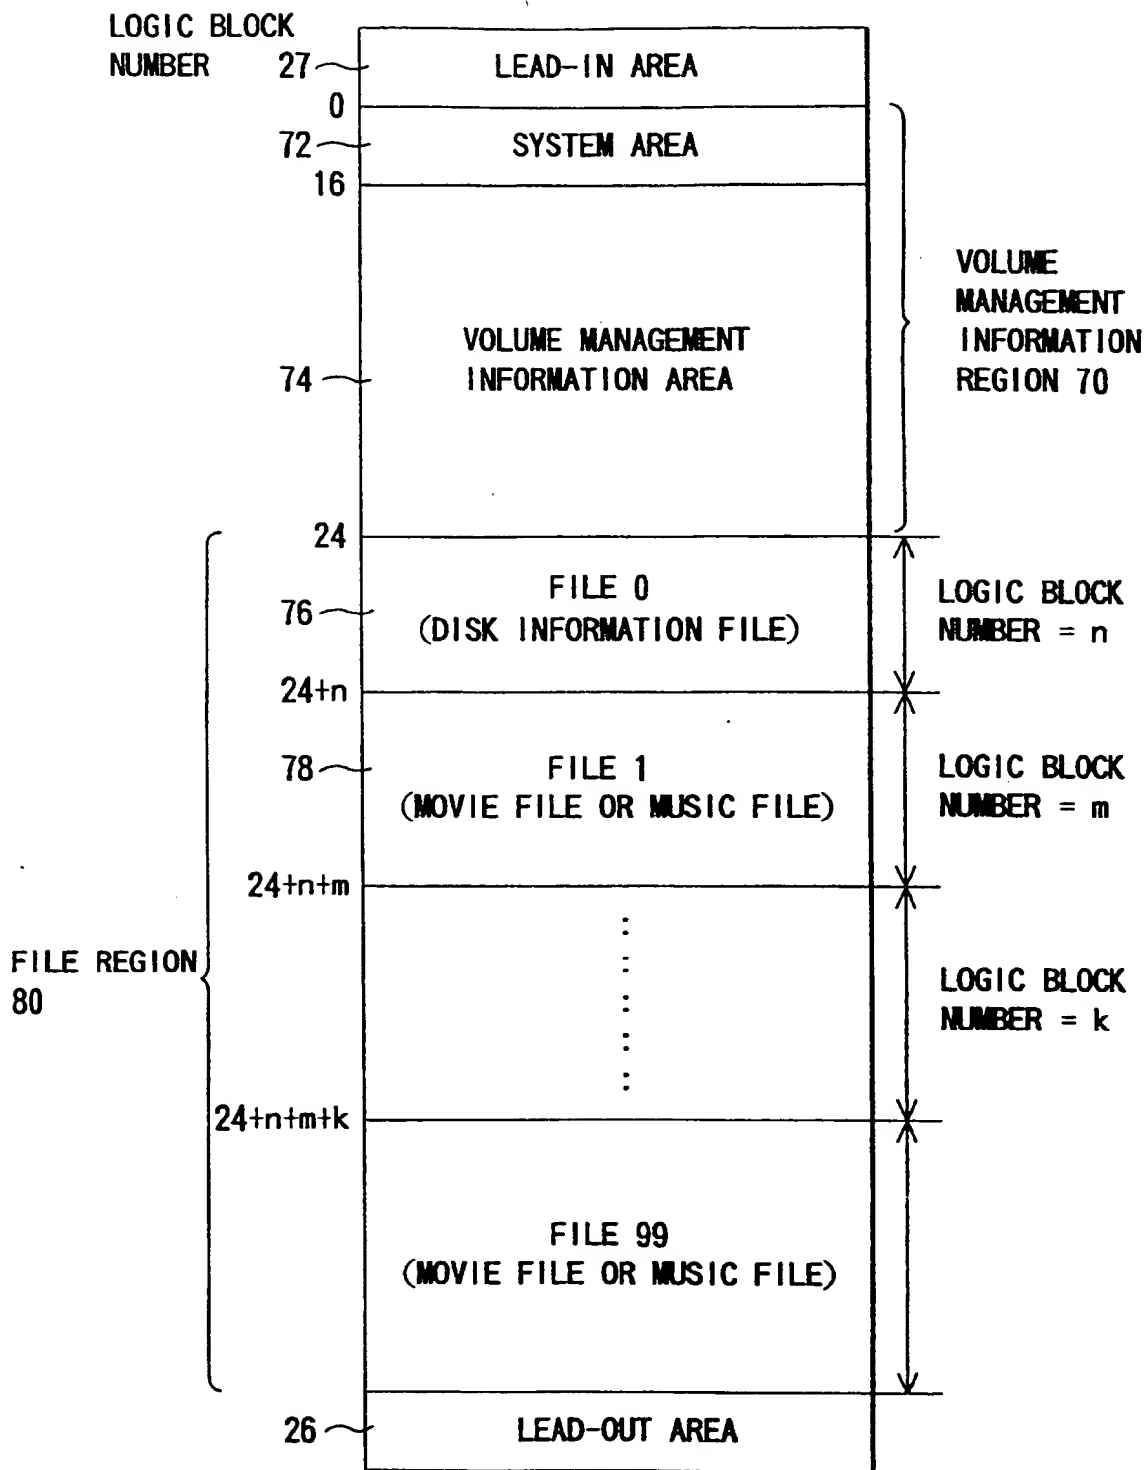 LOGIC BLOCK
NUMBER
27
LEAD-IN AREA
0
72
SYSTEM AREA
16
VOLUME
MANAGEMENT
INFORMATION
REGION 70
VOLUME MANAGEMENT
INFORMATION AREA
74
24
FILE 0
(DISK INFORMATION FILE)
76
LOGIC BLOCK
NUMBER = n
24+n
78
FILE 1
(MOVIE FILE OR MUSIC FILE)
LOGIC BLOCK
NUMBER = m
24+n+m
FILE REGION
80
LOGIC BLOCK
NUMBER = k
24+n+m+k
FILE 99
(MOVIE FILE OR MUSIC FILE)
26
LEAD-OUT AREA